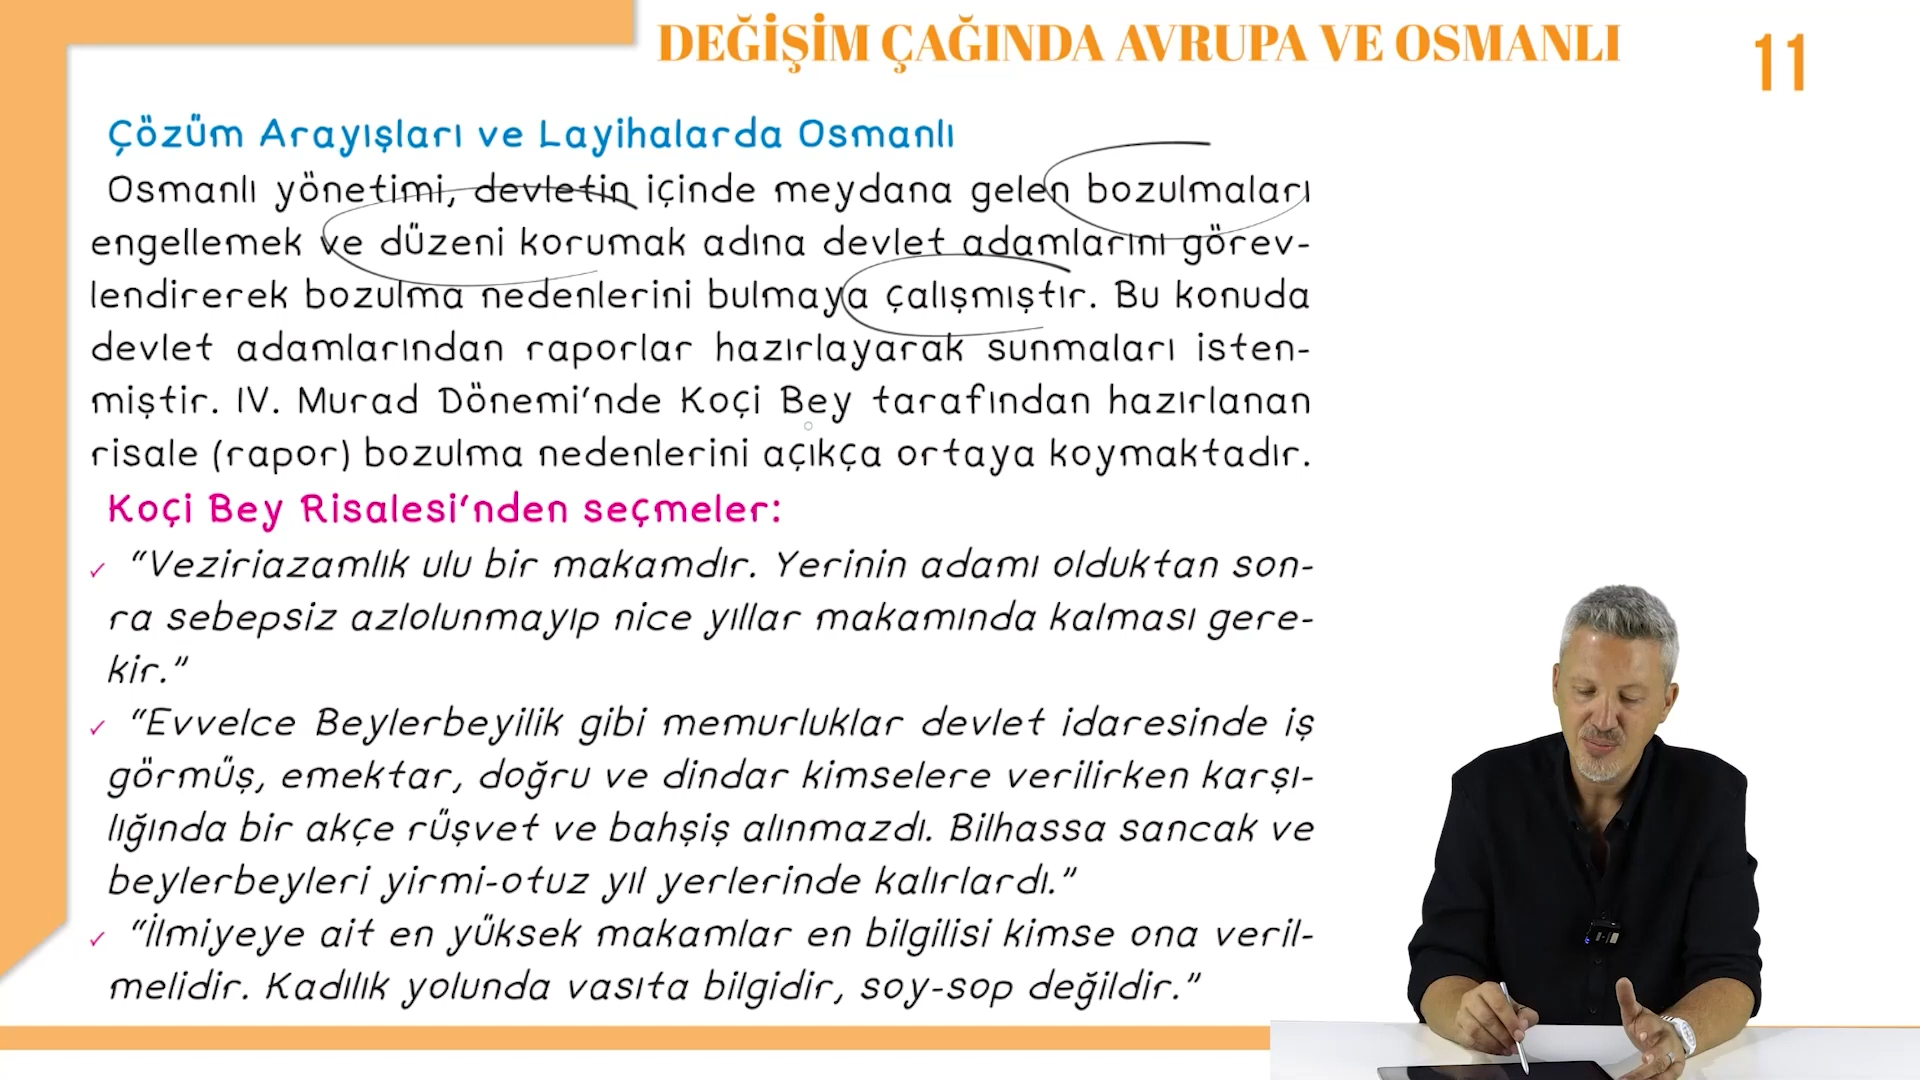 DEĞİŞİM ÇAĞINDA AVRUPA VE OSMANLI
11
Çözüm Arayışları ve Layihalarda Osmanlı
Osmanlı yönetimi, devletin içinde meydana gelen bozulmaları
engellemek ve düzeni korumak adına devlet adamlarını görev-
lendirerek bozulma nedenlerini bulmaya çalışmıştır. Bu konuda
devlet adamlarından raporlar hazırlayarak sunmaları isten-
miştir. IV. Murad Dönemi’nde Koçi Bey tarafından hazırlanan
risale (rapor) bozulma nedenlerini açıkça ortaya koymaktadır.
Koçi Bey Risalesi’nden seçmeler:
✓ “Veziriazamlık ulu bir makamdır. Yerinin adamı olduktan son-
ra sebepsiz azlolunmayıp nice yıllar makamında kalması gere-
kir.”
✓ “Evvelce Beylerbeyilik gibi memurluklar devlet idaresinde iş
görmüş, emektar, doğru ve dindar kimselere verilirken karşı-
lığında bir akçe rüşvet ve bahşiş alınmazdı. Bilhassa sancak ve
beylerbeyleri yirmi-otuz yıl yerlerinde kalırlardı.”
✓ “İlmiyeye ait en yüksek makamlar en bilgilisi kimse ona veril-
melidir. Kadılık yolunda vasıta bilgidir, soy-sop değildir.”